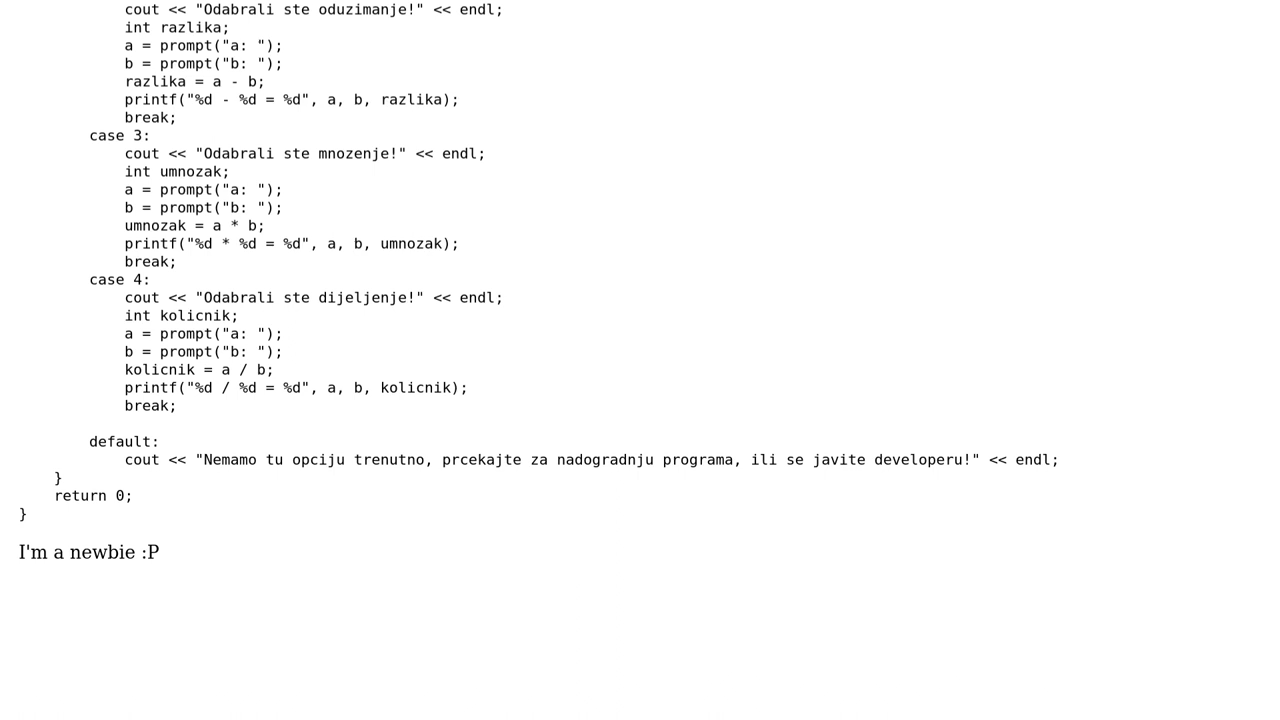 cout << "Odabrali ste oduzimanje!" << endl;
int razlika;
a = prompt("a: ");
b = prompt("b: ");
razlika = a - b;
printf("%d - %d = %d", a, b, razlika);
break;
case 3:
cout << "Odabrali ste mnozenje!" << endl;
int umnozak;
a = prompt("a: ");
b = prompt("b: ");
umnozak = a * b;
printf("%d * %d = %d", a, b, umnozak);
break;
case 4:
cout << "Odabrali ste dijeljenje!" << endl;
int kolicnik;
a = prompt("a: ");
b = prompt("b: ");
kolicnik = a / b;
printf("%d / %d = %d", a, b, kolicnik);
break;
default:
cout << "Nemamo tu opciju trenutno, prcekajte za nadogradnju programa, ili se javite developeru!" << endl;
}
return 0;
}
I'm a newbie :P